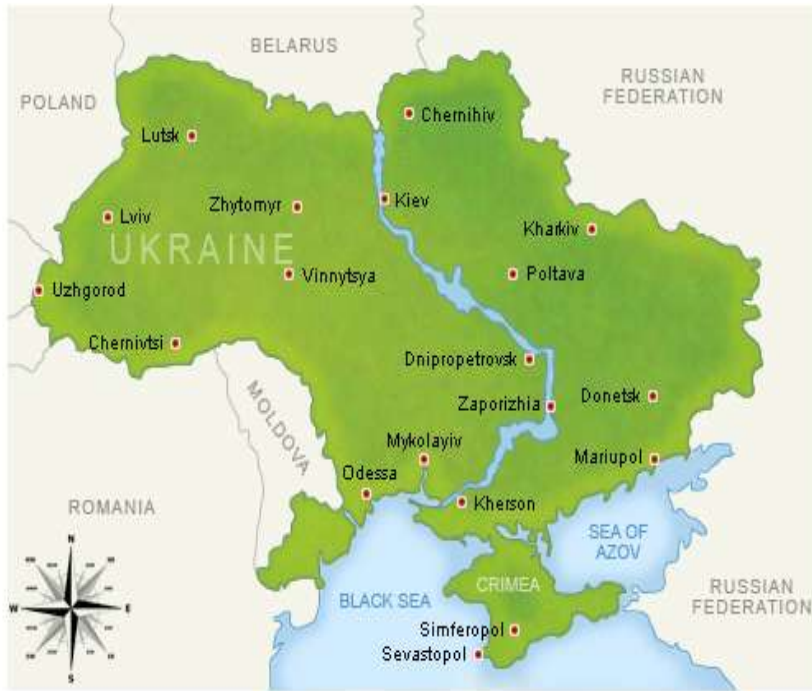 BELARUS
RUSSIAN
FEDERATION
POLAND
Chernihiv
Lutsk
Kiev
Zhytomyr
Lviv
Kharkiv
UKRAINE
Vinnytsya
Poltava
Uzhgorod
Chernivtsi
Dnipropetrovsk
MOLDOVA
Donetsk
Zaporizhia
Mykolayiv
Mariupol
Odessa
Kherson
ROMANIA
SEA OF
AZOV
N
W
E
S
CRIMEA
BLACK SEA
RUSSIAN
FEDERATION
Simferopol
Sevastopol